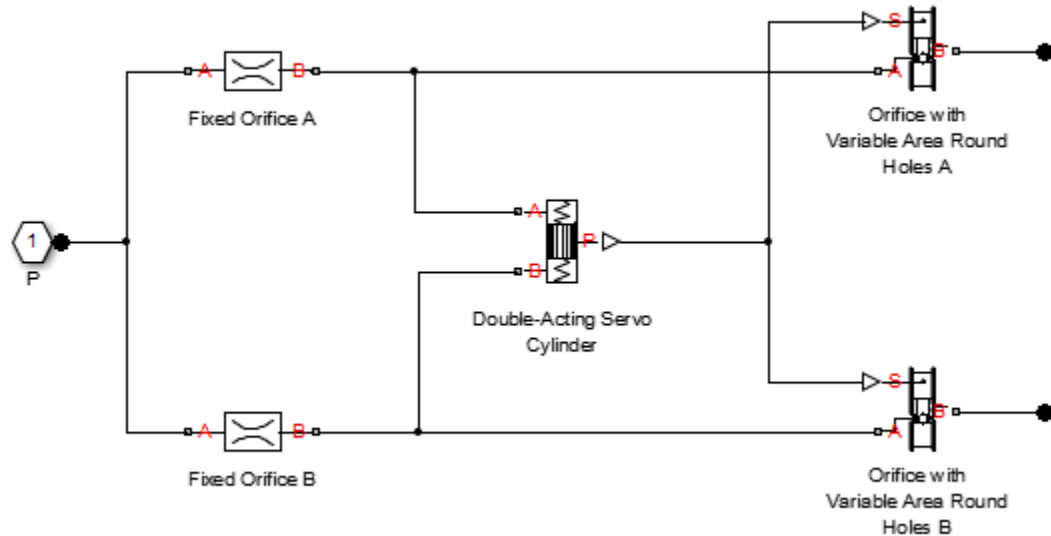 S
B
A B
A
Fixed Orifice A
Orifice with
Variable Area Round
Holes A
A
1
P
P
B
Double-Acting Servo
Cylinder
S
B
A B
A
Fixed Orifice B
Orifice with
Variable Area Round
Holes B